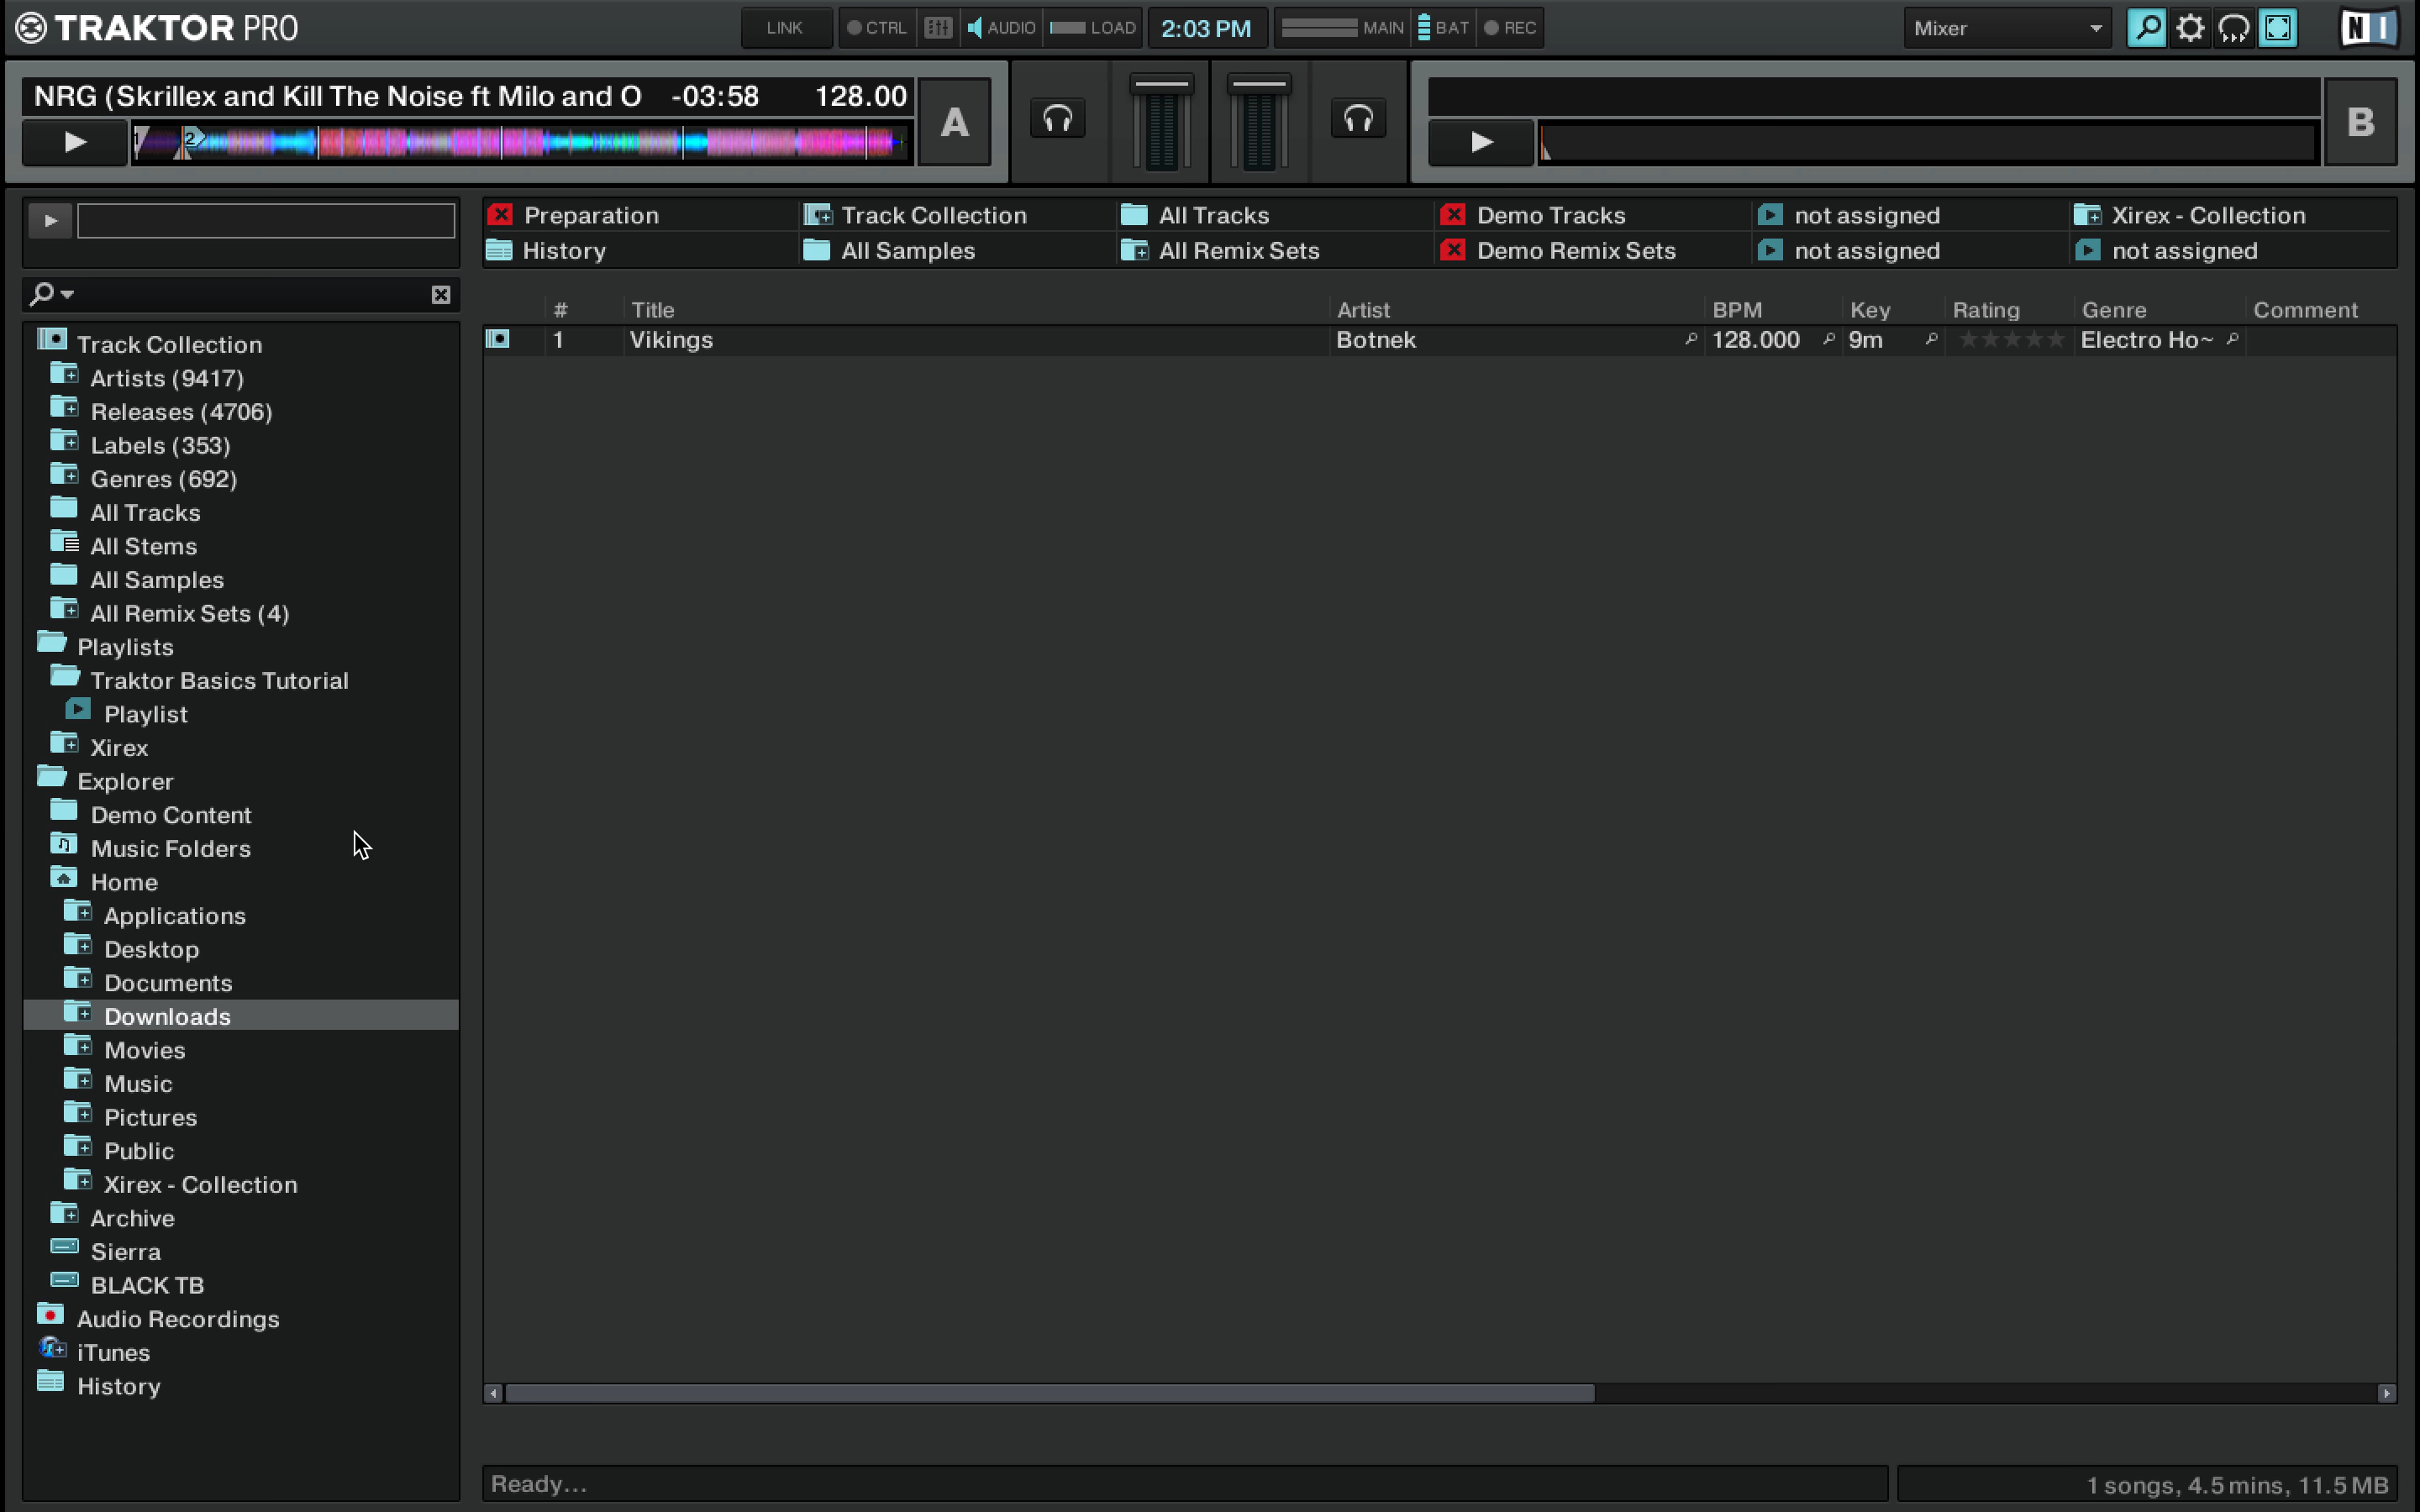 TRAKTOR PRO
LINK CTRL AUDIO LOAD 2:03 PM MAIN BAT REC Mixer NI
NRG (Skrillex and Kill The Noise ft Milo and O -03:58 128.00
A
B
2
Preparation Track Collection All Tracks Demo Tracks not assigned Xirex - Collection
History All Samples All Remix Sets Demo Remix Sets not assigned not assigned
# Title Artist BPM Key Rating Genre Comment
1 Vikings Botnek 128.000 9m Electro Ho~
Track Collection
Artists (9417)
Releases (4706)
Labels (353)
Genres (692)
All Tracks
All Stems
All Samples
All Remix Sets (4)
Playlists
Traktor Basics Tutorial
Playlist
Xirex
Explorer
Demo Content
Music Folders
Home
Applications
Desktop
Documents
Downloads
Movies
Music
Pictures
Public
Xirex - Collection
Archive
Sierra
BLACK TB
Audio Recordings
iTunes
History
Ready...
1 songs, 4.5 mins, 11.5 MB